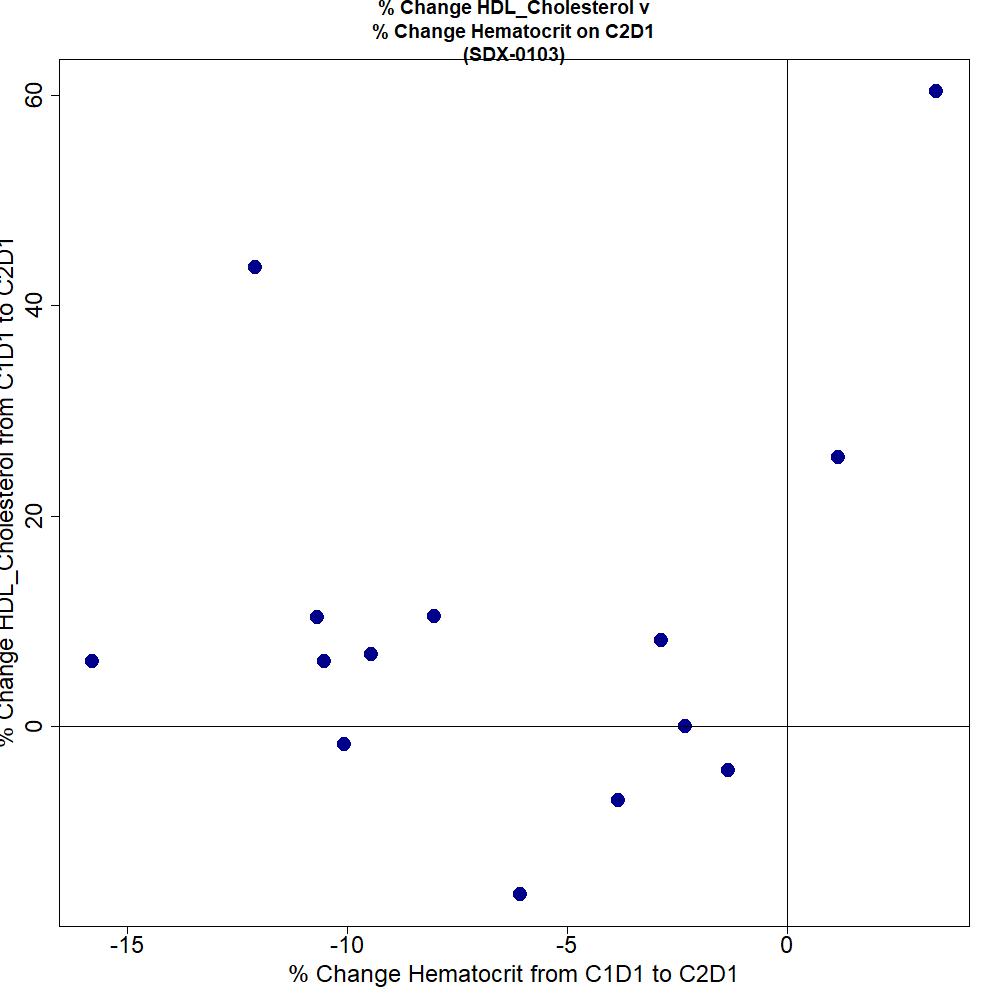 % Change HDL_Cholesterol v
% Change Hematocrit on C2D1
(SDX-0103)
% Change HDL_Cholesterol from C1D1 to C2D1
60
40
20
0
-15
-10
-5
0
% Change Hematocrit from C1D1 to C2D1